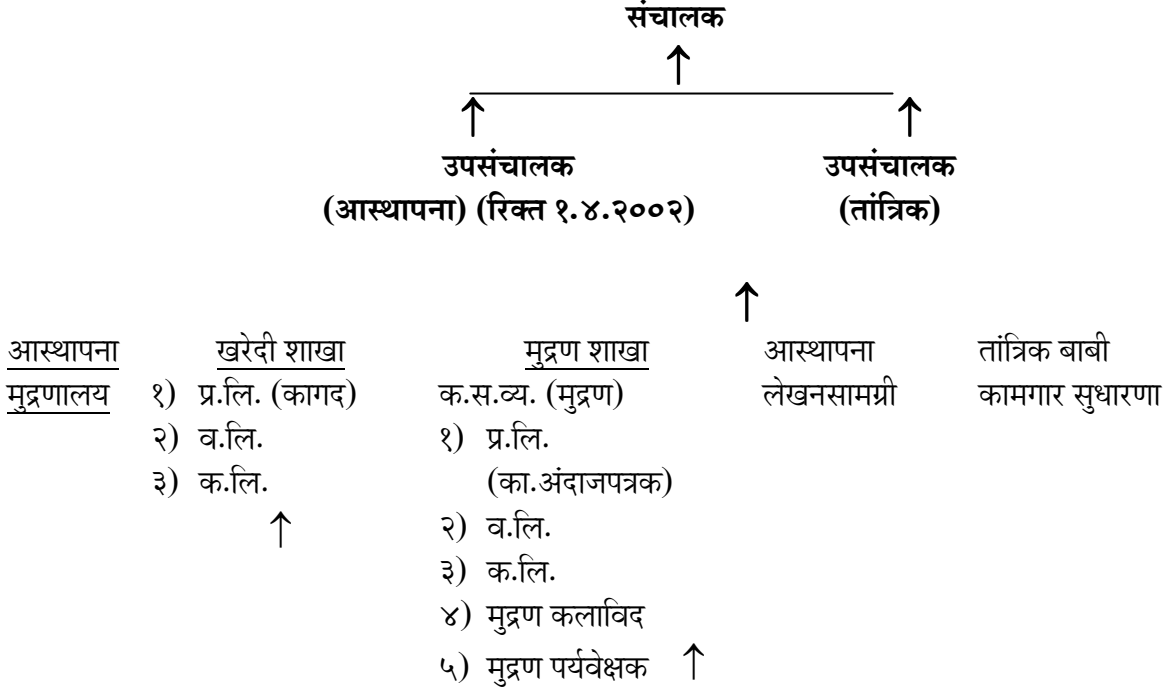 संचालक
उपसंचालक उपसंचालक
(आस्थापना) (रिक्त १.४.२००२) (तांत्रिक)
आस्थापना खरेदी शाखा मुद्रण शाखा आस्थापना तांत्रिक बाबी
मुद्रणालय १) प्र.लि. (कागद) क.स.व्य. (मुद्रण) लेखनसामग्री कामगार सुधारणा
२) व.लि. १) प्र.लि.
३) क.लि. (का.अंदाजपत्रक)
२) व.लि.
३) क.लि.
४) मुद्रण कलाविद
५) मुद्रण पर्यवेक्षक